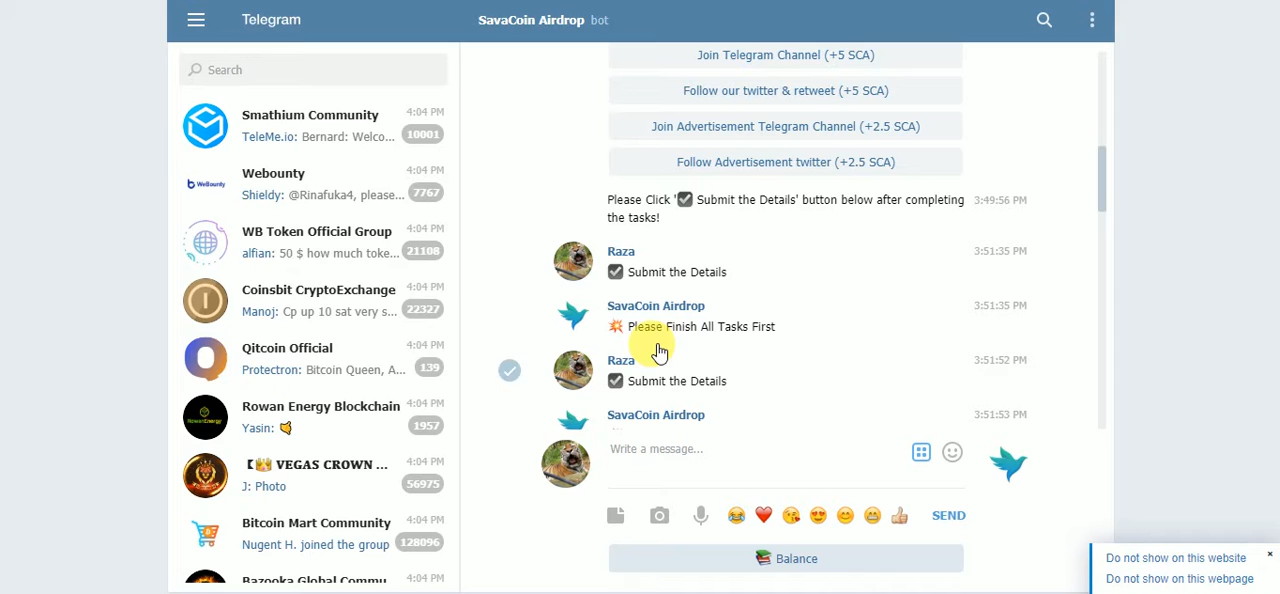 Telegram
SavaCoin Airdrop bot
Search
Smathium Community 4:04 PM
TeleMe.io: Bernard: Welco... 10001
Webounty 4:04 PM
WeBounty
Shieldy: @Rinafuka4, please... 7767
WB Token Official Group 4:04 PM
alfian: 50 $ how much toke... 21108
Coinsbit CryptoExchange 4:04 PM
Manoj: Cp up 10 sat very s... 22327
Qitcoin Official 4:04 PM
Protectron: Bitcoin Queen, A... 139
Rowan Energy Blockchain 4:04 PM
Yasin: 1957
【👑 VEGAS CROWN ... 4:04 PM
J: Photo 56975
Bitcoin Mart Community 4:04 PM
Nugent H. joined the group 128096
Bazooka Global Commu... 4:04 PM
Join Telegram Channel (+5 SCA)
Follow our twitter & retweet (+5 SCA)
Join Advertisement Telegram Channel (+2.5 SCA)
Follow Advertisement twitter (+2.5 SCA)
Please Click '☑ Submit the Details' button below after completing 3:49:56 PM
the tasks!
Raza 3:51:35 PM
☑ Submit the Details
SavaCoin Airdrop 3:51:35 PM
💥 Please Finish All Tasks First
Raza 3:51:52 PM
☑ Submit the Details
SavaCoin Airdrop 3:51:53 PM
Write a message...
SEND
📚 Balance
Do not show on this website
Do not show on this webpage